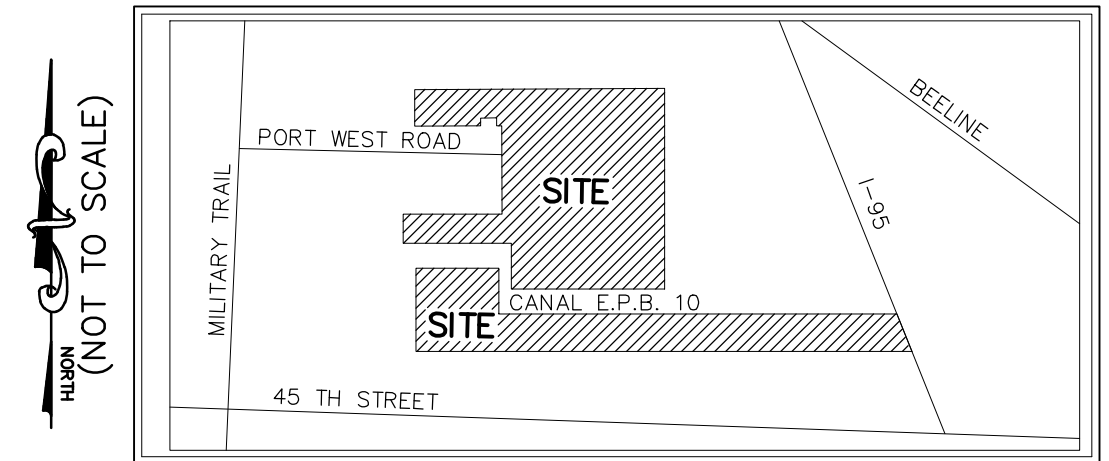 (NOT TO SCALE)
NORTH
BEELINE
PORT WEST ROAD
MILITARY TRAIL
SITE
I-95
CANAL E.P.B. 10
SITE
45 TH STREET